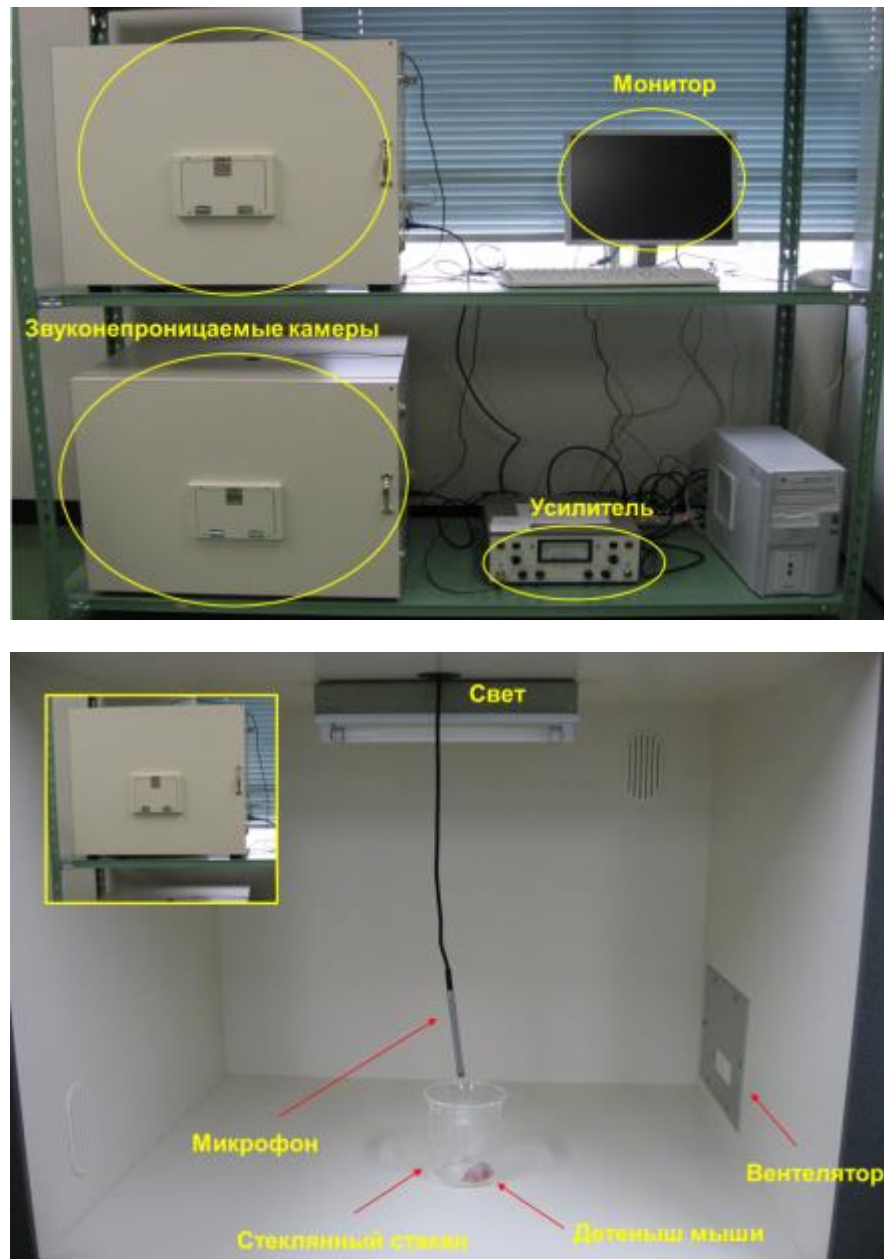 Монитор
Звуконепроницаемые камеры
Усилитель
Свет
Микрофон
Вентелятор
Стеклянный стакан
Детеныш мыши